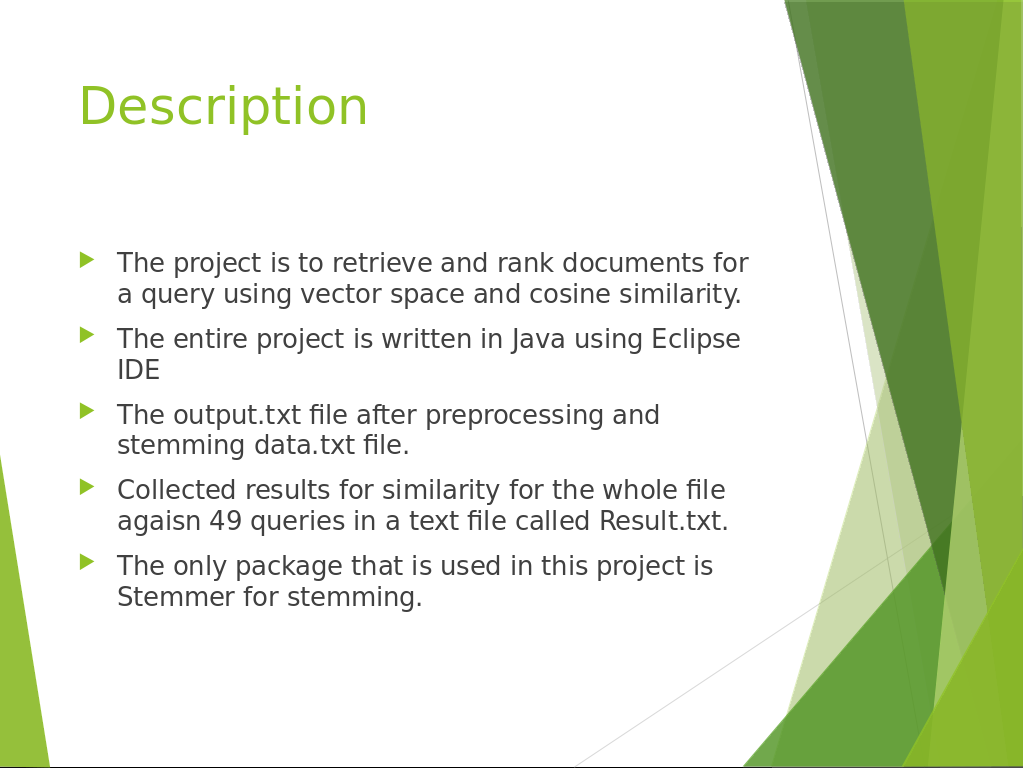 Description
The project is to retrieve and rank documents for
a query using vector space and cosine similarity.
The entire project is written in Java using Eclipse
IDE
The output.txt file after preprocessing and
stemming data.txt file.
Collected results for similarity for the whole file
agaisn 49 queries in a text file called Result.txt.
The only package that is used in this project is
Stemmer for stemming.